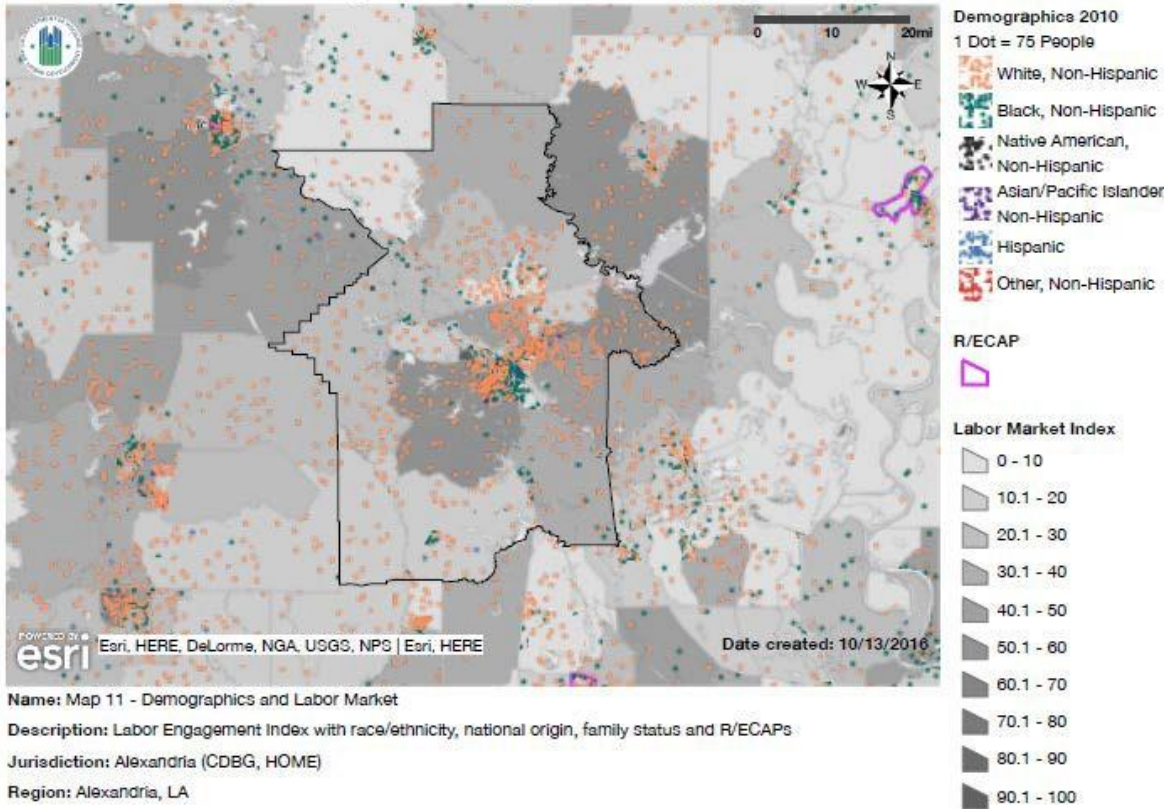 0 10 20mi
N
W E
S
POWERED BY
esri
Esri, HERE, DeLorme, NGA, USGS, NPS | Esri, HERE
Date created: 10/13/2016
Name: Map 11 - Demographics and Labor Market
Description: Labor Engagement Index with race/ethnicity, national origin, family status and R/ECAPs
Jurisdiction: Alexandria (CDBG, HOME)
Region: Alexandria, LA
Demographics 2010
1 Dot = 75 People
White, Non-Hispanic
Black, Non-Hispanic
Native American,
Non-Hispanic
Asian/Pacific Islander
Non-Hispanic
Hispanic
Other, Non-Hispanic
R/ECAP
Labor Market Index
0 - 10
10.1 - 20
20.1 - 30
30.1 - 40
40.1 - 50
50.1 - 60
60.1 - 70
70.1 - 80
80.1 - 90
90.1 - 100